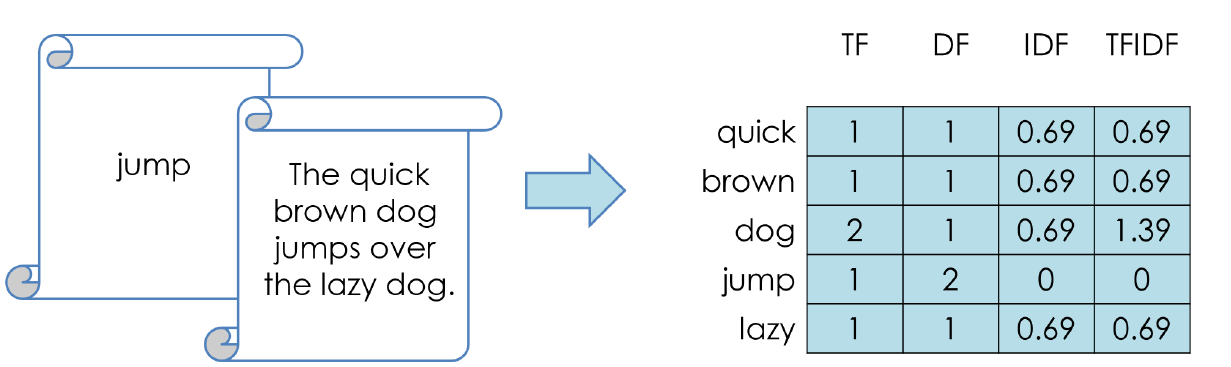 jump
The quick
brown dog
jumps over
the lazy dog.
TF DF IDF TFIDF
quick 1 1 0.69 0.69
brown 1 1 0.69 0.69
dog 2 1 0.69 1.39
jump 1 2 0 0
lazy 1 1 0.69 0.69